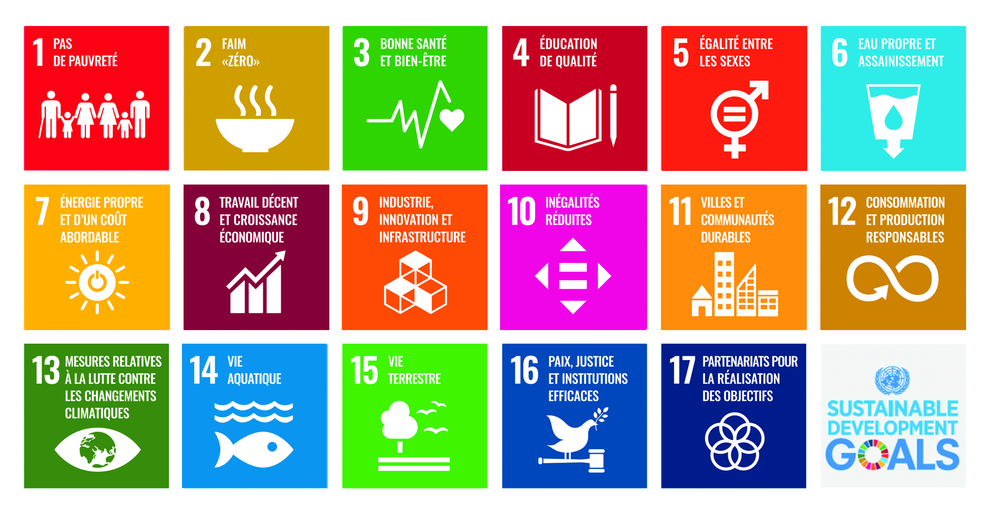 1 PAS
DE PAUVRETÉ
2 FAIM
«ZÉRO»
3 BONNE SANTÉ
ET BIEN-ÊTRE
4 ÉDUCATION
DE QUALITÉ
5 ÉGALITÉ ENTRE
LES SEXES
6 EAU PROPRE ET
ASSAINISSEMENT
7 ÉNERGIE PROPRE
ET D'UN COÛT
ABORDABLE
8 TRAVAIL DÉCENT
ET CROISSANCE
ÉCONOMIQUE
9 INDUSTRIE,
INNOVATION ET
INFRASTRUCTURE
10 INÉGALITÉS
RÉDUITES
11 VILLES ET
COMMUNAUTÉS
DURABLES
12 CONSOMMATION
ET PRODUCTION
RESPONSABLES
13 MESURES RELATIVES
À LA LUTTE CONTRE
LES CHANGEMENTS
CLIMATIQUES
14 VIE
AQUATIQUE
15 VIE
TERRESTRE
16 PAIX, JUSTICE
ET INSTITUTIONS
EFFICACES
17 PARTENARIATS POUR
LA RÉALISATION
DES OBJECTIFS
SUSTAINABLE
DEVELOPMENT
GOALS